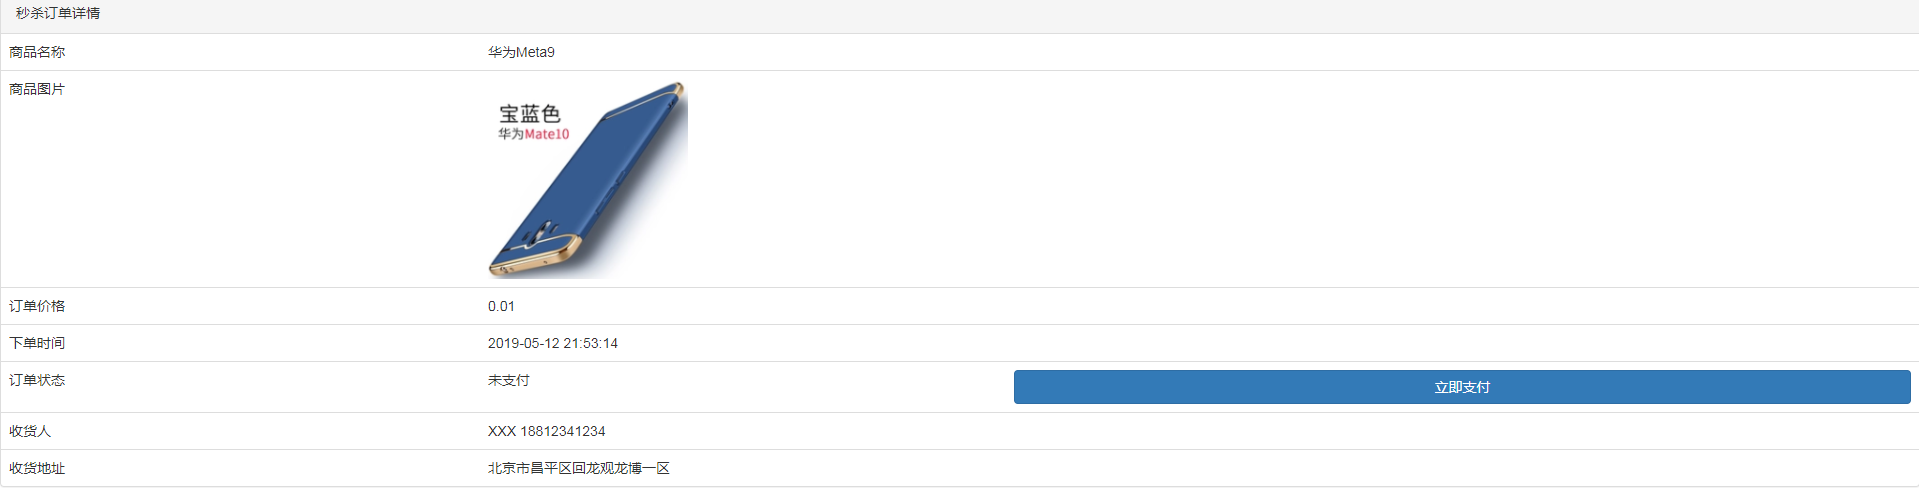 秒杀订单详情
商品名称 华为Meta9
商品图片
宝蓝色
华为Mate10
订单价格 0.01
下单时间 2019-05-12 21:53:14
订单状态 未支付 立即支付
收货人 XXX 18812341234
收货地址 北京市昌平区回龙观龙博一区